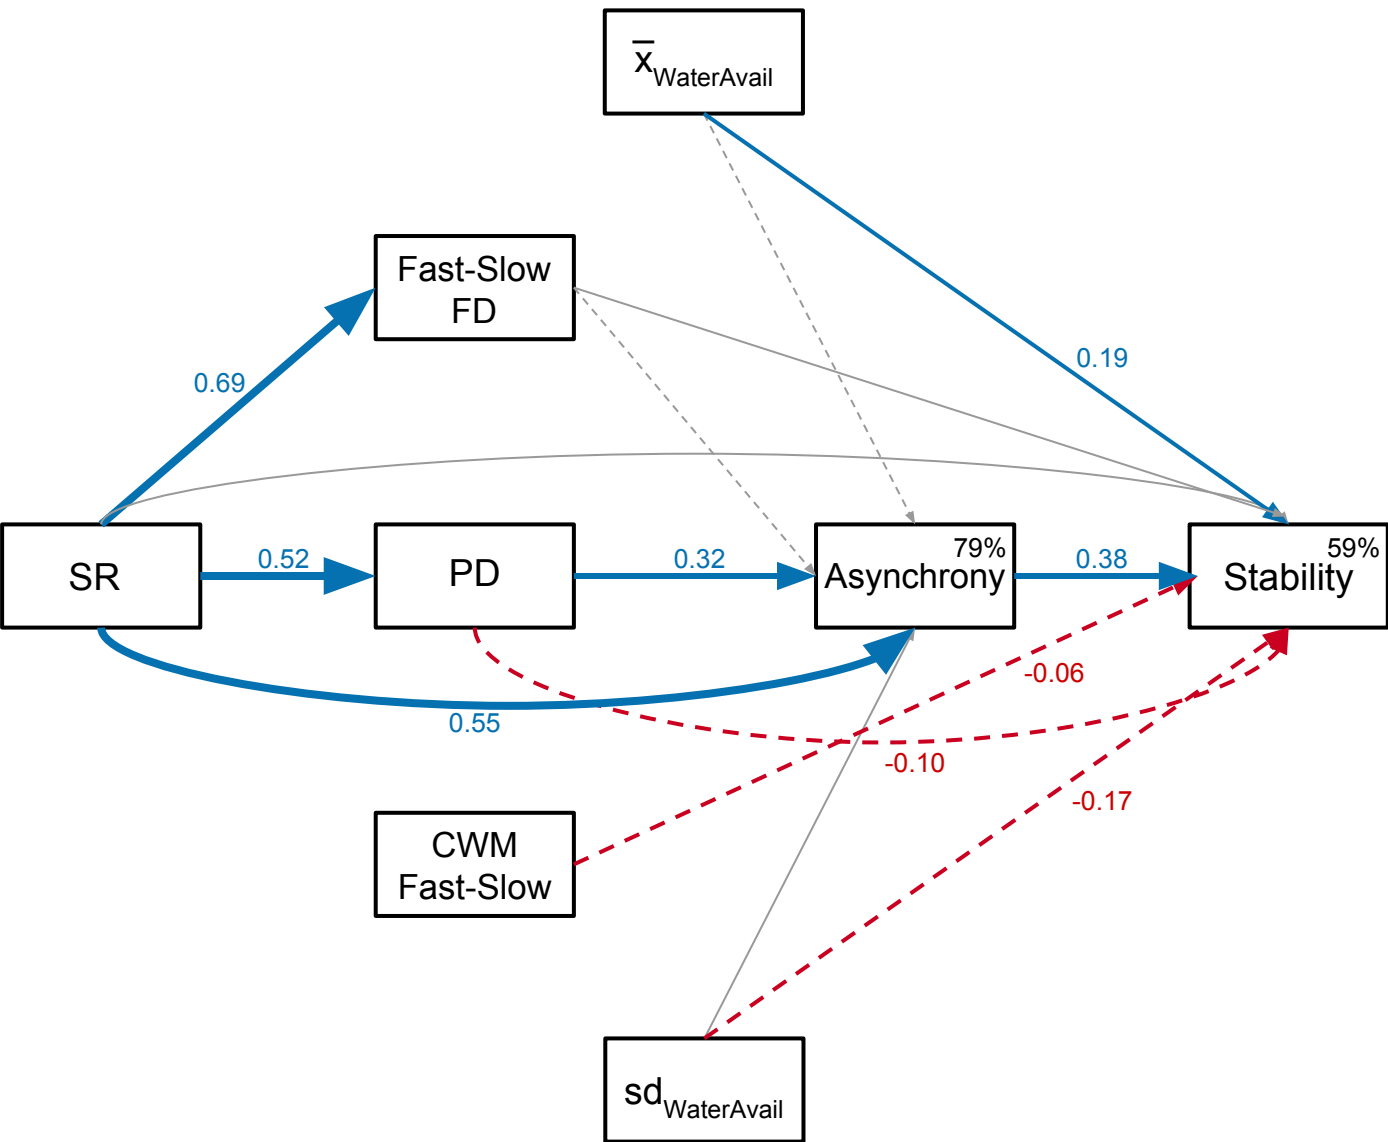 x̄WaterAvail
Fast-Slow
FD
0.19
0.69
SR
0.52
PD
0.32
79%
Asynchrony
0.38
59%
Stability
-0.06
0.55
-0.10
-0.17
CWM
Fast-Slow
sdWaterAvail